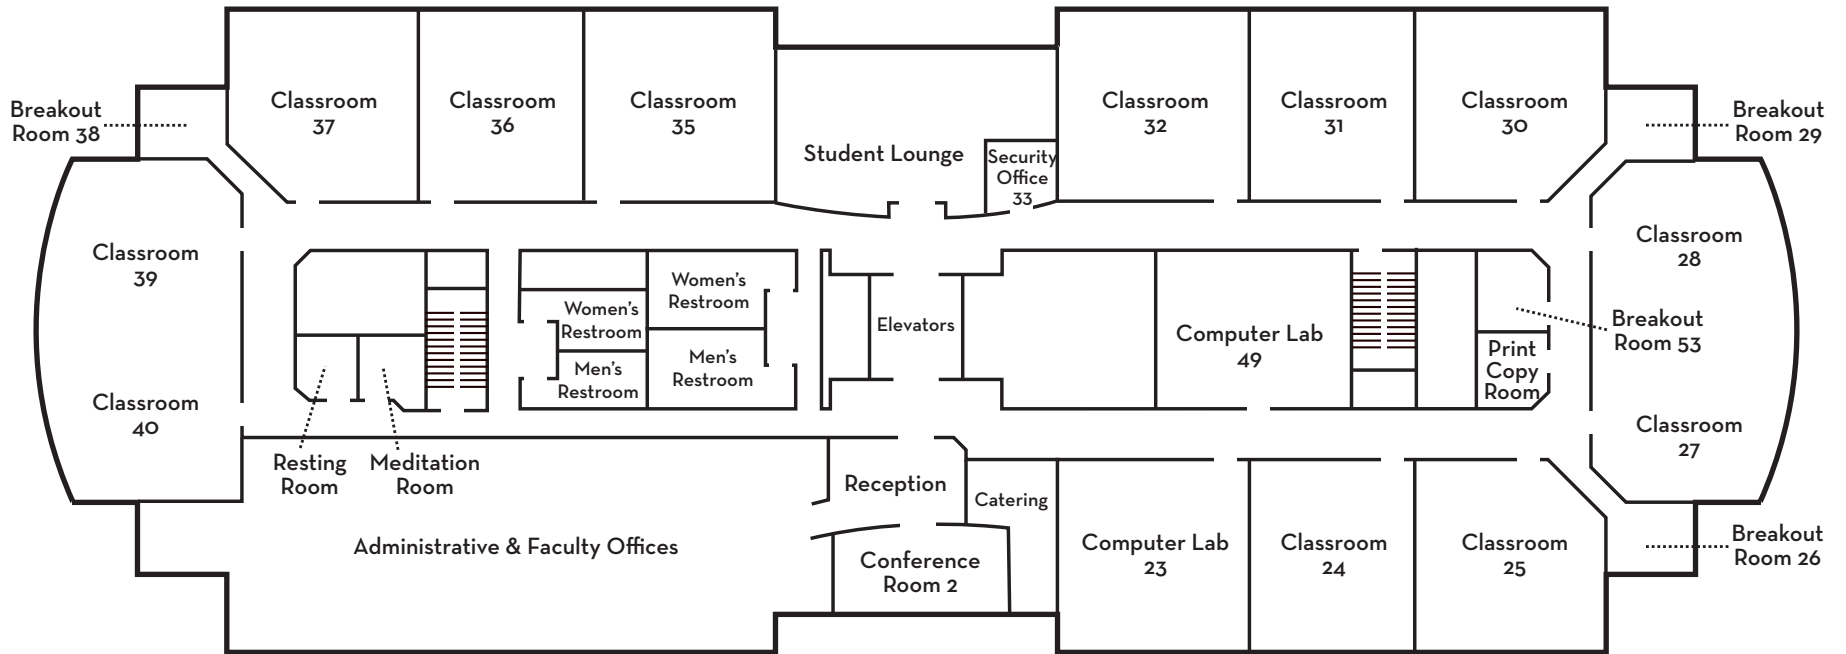 Classroom
37
Classroom
36
Classroom
35
Student Lounge
Security
Office
33
Classroom
32
Classroom
31
Classroom
30
Breakout
Room 38
Breakout
Room 29
Classroom
39
Classroom
40
Women's
Restroom
Women's
Restroom
Men's
Restroom
Men's
Restroom
Elevators
Computer Lab
49
Breakout
Room 53
Print
Copy
Room
Classroom
28
Classroom
27
Resting
Room
Meditation
Room
Reception
Catering
Administrative & Faculty Offices
Conference
Room 2
Computer Lab
23
Classroom
24
Classroom
25
Breakout
Room 26